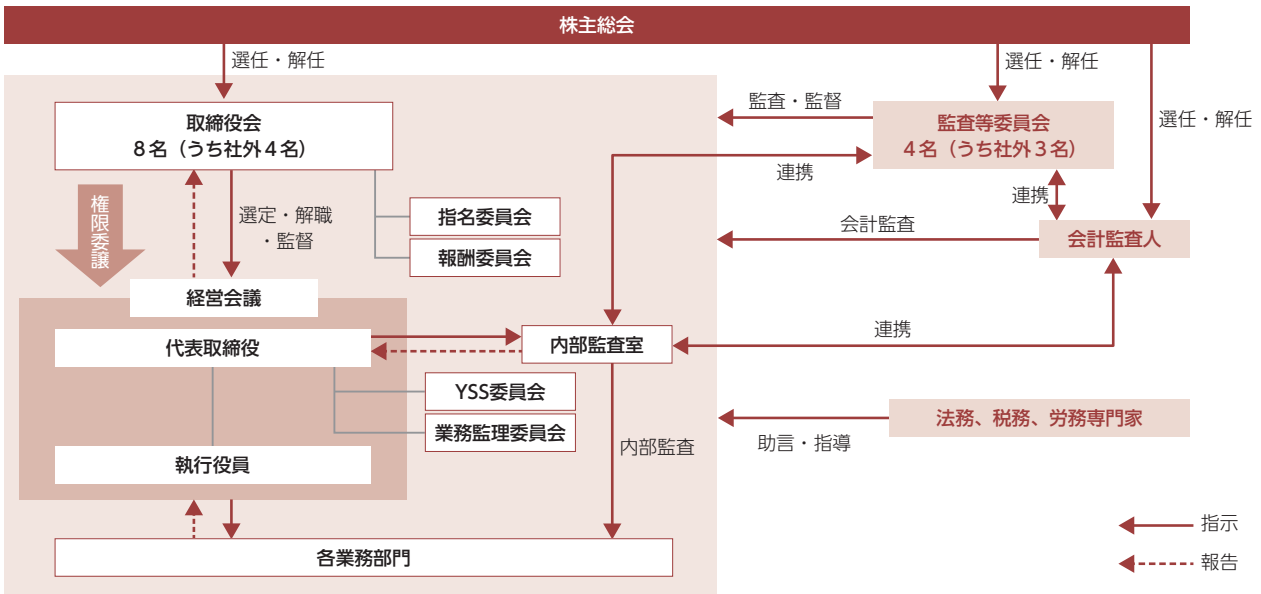 株主総会
選任・解任
選任・解任
選任・解任
取締役会
8名（うち社外4名）
監査・監督
監査等委員会
4名（うち社外3名）
連携
連携
権限委譲
選定・解職
・監督
指名委員会
報酬委員会
会計監査
会計監査人
経営会議
代表取締役
内部監査室
連携
YSS委員会
業務監理委員会
執行役員
内部監査
助言・指導
法務、税務、労務専門家
各業務部門
指示
報告